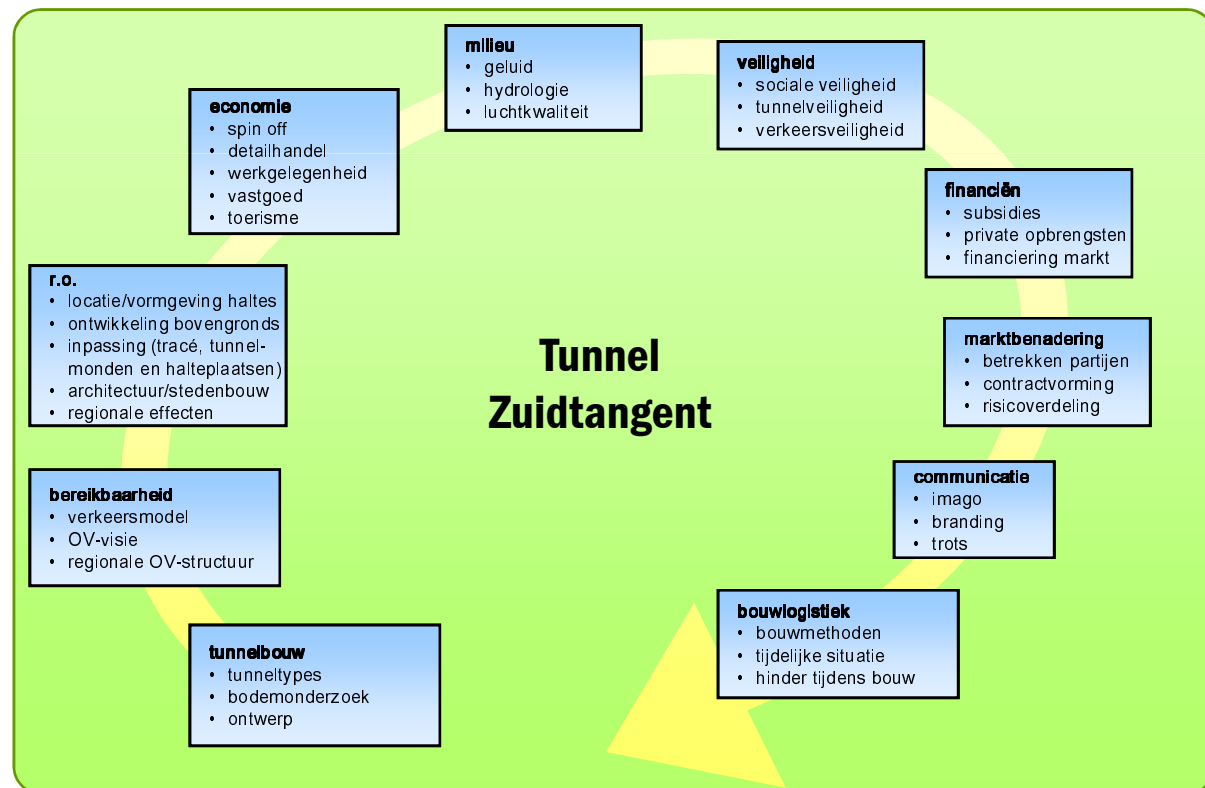 milieu
• geluid
• hydrologie
• luchtkwaliteit
veiligheid
• sociale veiligheid
• tunnelveiligheid
• verkeersveiligheid
economie
• spin off
• detailhandel
• werkgelegenheid
• vastgoed
• toerisme
financiën
• subsidies
• private opbrengsten
• financiering markt
r.o.
• locatie/vormgeving haltes
• ontwikkeling bovengronds
• inpassing (tracé, tunnel-
monden en halteplaatsen)
• architectuur/stedenbouw
• regionale effecten
Tunnel
Zuidtangent
marktbenadering
• betrekken partijen
• contractvorming
• risicoverdeling
bereikbaarheid
• verkeersmodel
• OV-visie
• regionale OV-structuur
communicatie
• imago
• branding
• trots
tunnelbouw
• tunneltypes
• bodemonderzoek
• ontwerp
bouwlogistiek
• bouwmethoden
• tijdelijke situatie
• hinder tijdens bouw